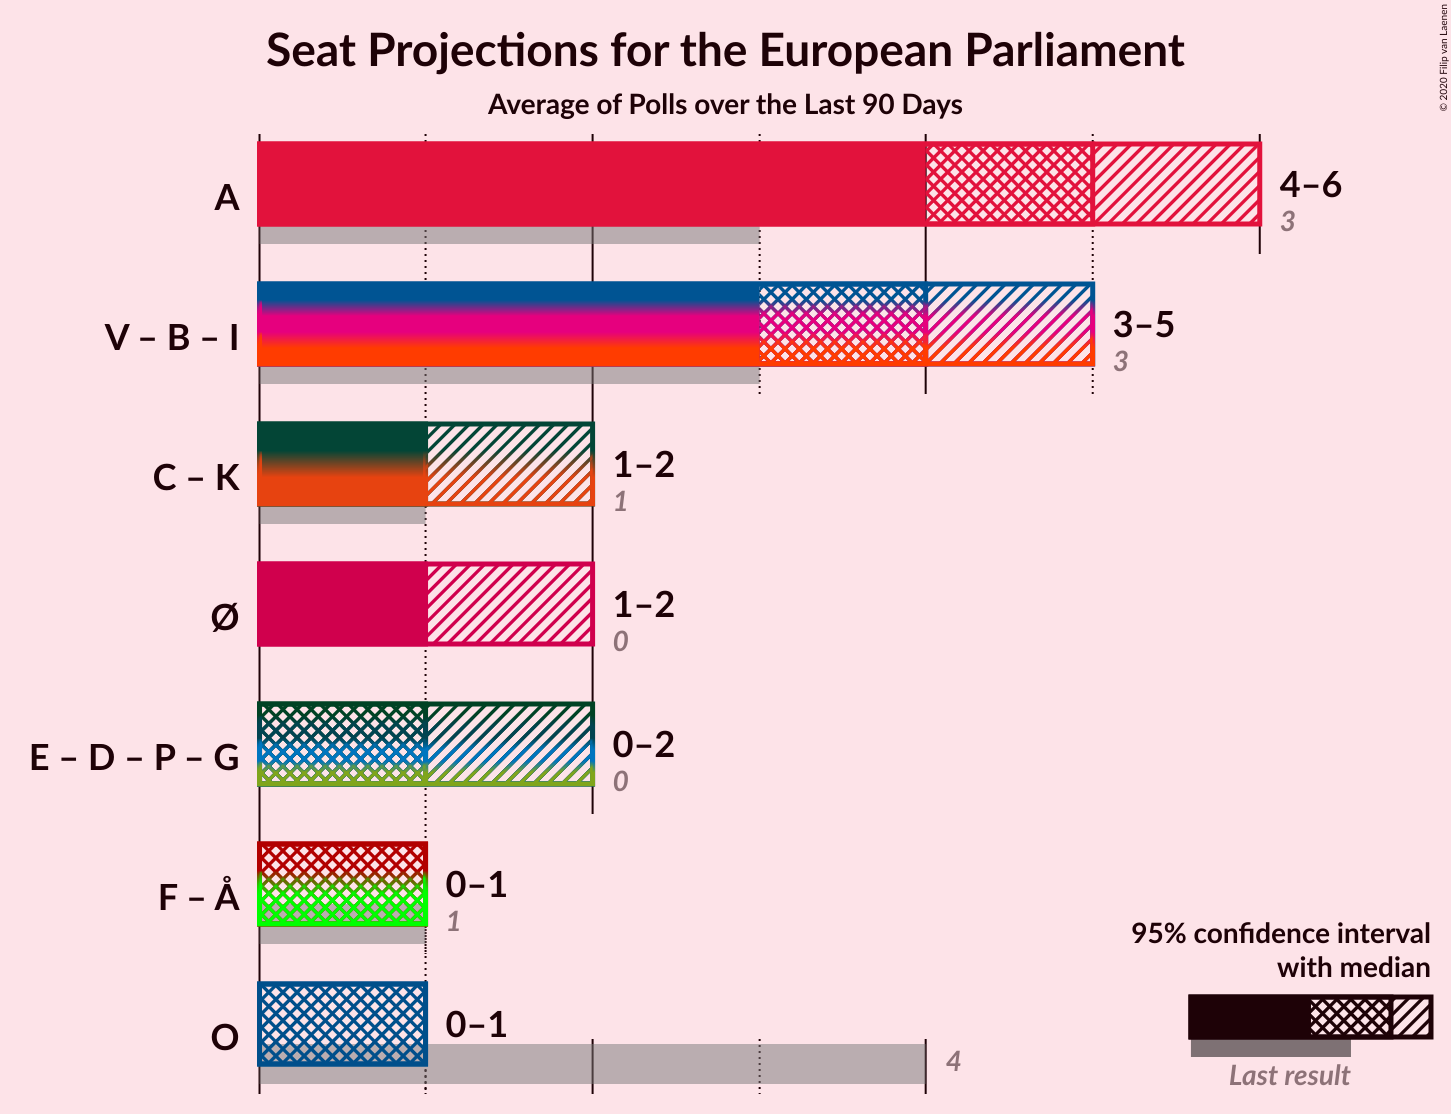 Seat Projections for the European Parliament
Average of Polls over the Last 90 Days
© 2020 Filip van Laenen
A
4–6
3
V – B – I
3–5
3
C – K
1–2
1
Ø
1–2
0
E – D – P – G
0–2
0
F – Å
0–1
1
O
0–1
4
95% confidence interval
with median
Last result